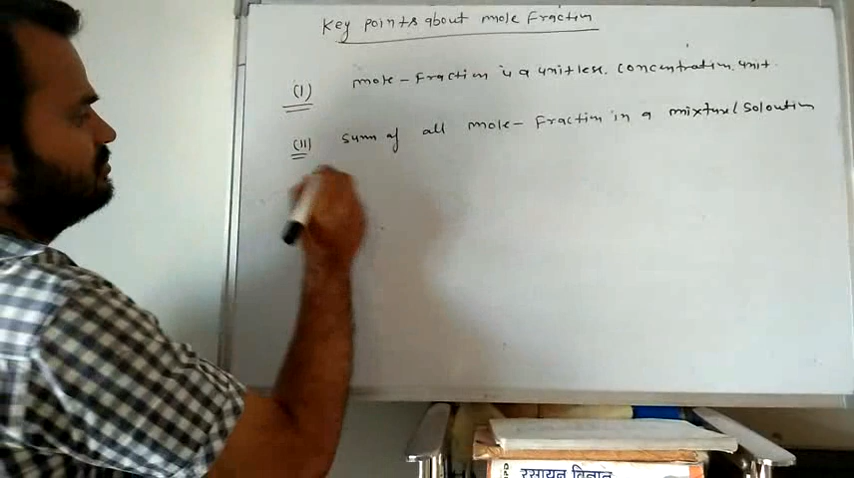 Key points about mole Fraction
(I) mole-Fraction is a unitless. concentration. unit.
(II) Sum of all mole-Fraction in a mixture/Soloution
रसायन विज्ञान